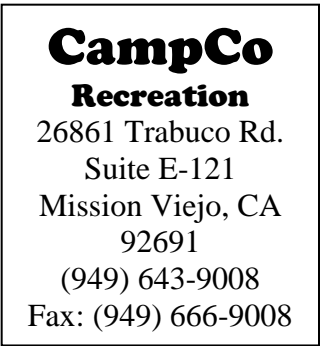 CampCo
Recreation
26861 Trabuco Rd.
Suite E-121
Mission Viejo, CA
92691
(949) 643-9008
Fax: (949) 666-9008